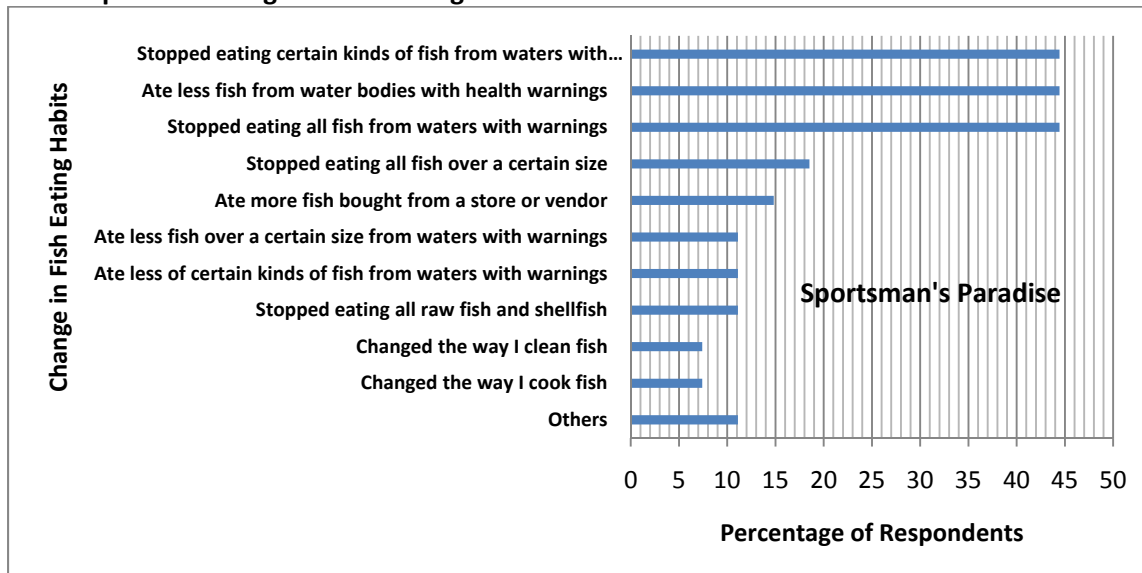 Change in Fish Eating Habits
Stopped eating certain kinds of fish from waters with...
Ate less fish from water bodies with health warnings
Stopped eating all fish from waters with warnings
Stopped eating all fish over a certain size
Ate more fish bought from a store or vendor
Ate less fish over a certain size from waters with warnings
Ate less of certain kinds of fish from waters with warnings
Stopped eating all raw fish and shellfish
Changed the way I clean fish
Changed the way I cook fish
Others
Sportsman's Paradise
0 5 10 15 20 25 30 35 40 45 50
Percentage of Respondents